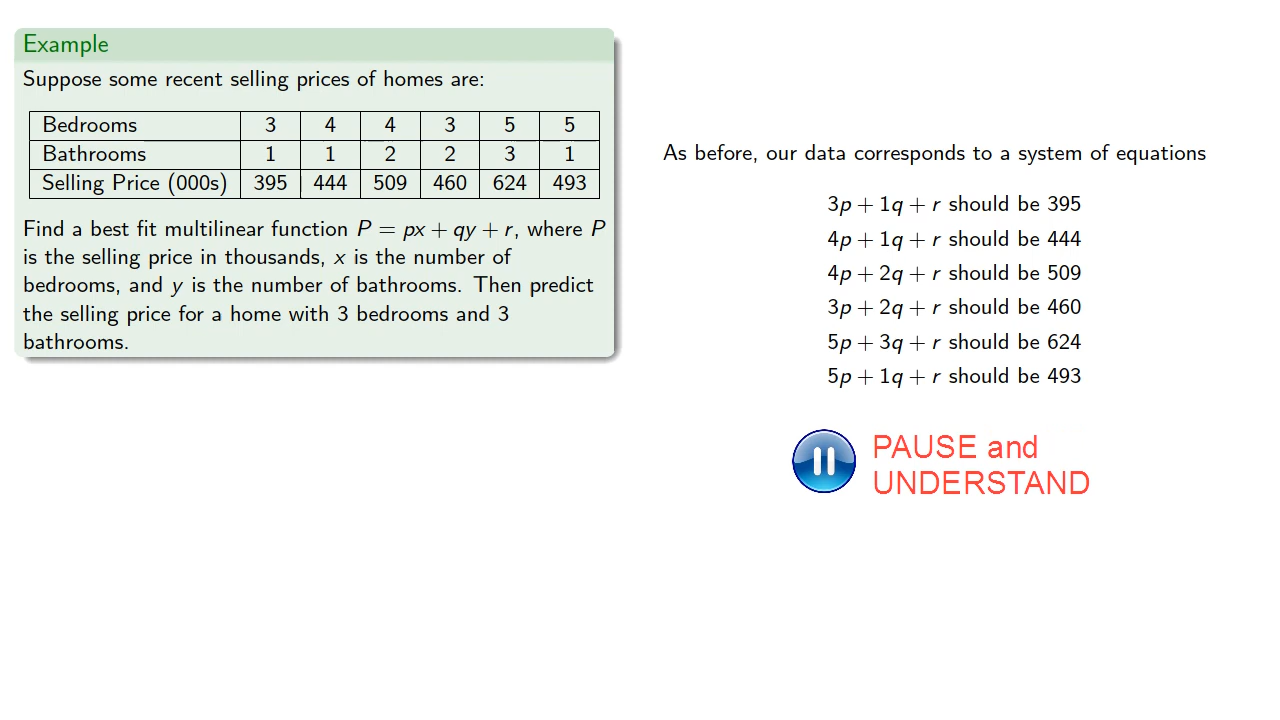 Example
Suppose some recent selling prices of homes are:
Bedrooms 3 4 4 3 5 5
Bathrooms 1 1 2 2 3 1
Selling Price (000s) 395 444 509 460 624 493
Find a best fit multilinear function P = px + qy + r, where P
is the selling price in thousands, x is the number of
bedrooms, and y is the number of bathrooms. Then predict
the selling price for a home with 3 bedrooms and 3
bathrooms.
As before, our data corresponds to a system of equations
3p + 1q + r should be 395
4p + 1q + r should be 444
4p + 2q + r should be 509
3p + 2q + r should be 460
5p + 3q + r should be 624
5p + 1q + r should be 493
PAUSE and
UNDERSTAND